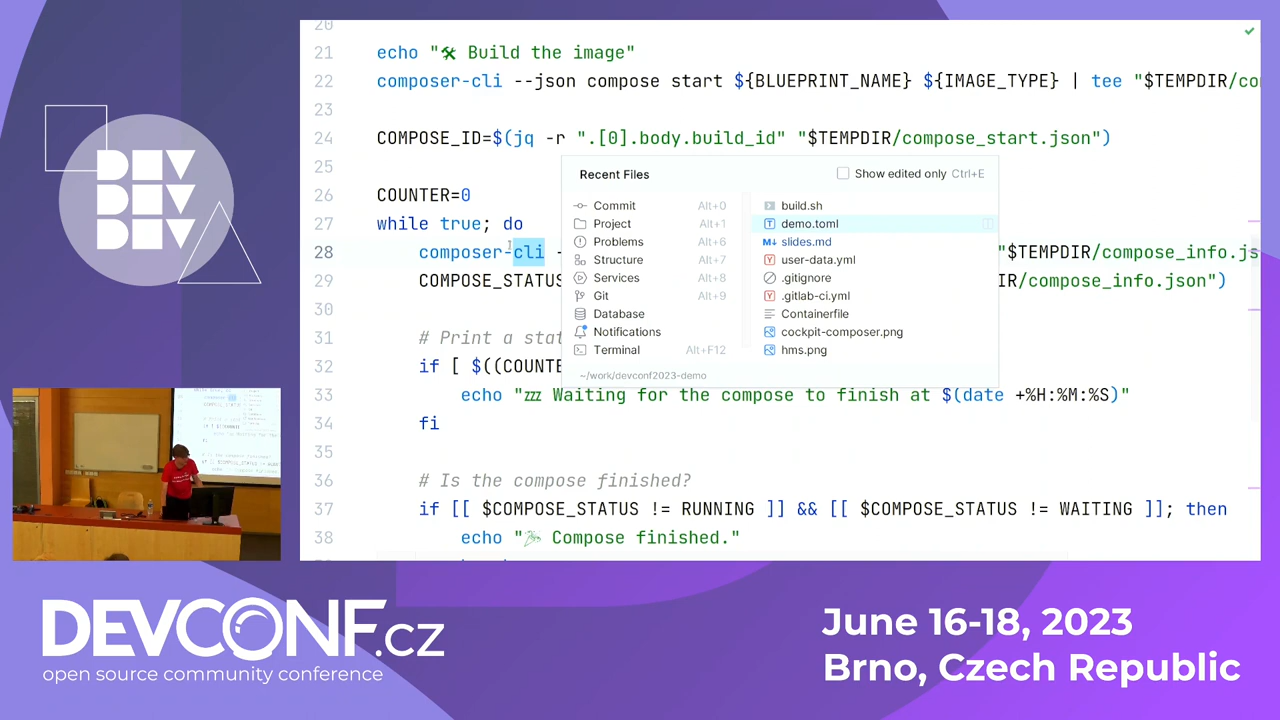 DEV
DEV
DEV
20
21 echo "🛠 Build the image"
22 composer-cli --json compose start ${BLUEPRINT_NAME} ${IMAGE_TYPE} | tee "$TEMPDIR/co
23
24 COMPOSE_ID=$(jq -r ".[0].body.build_id" "$TEMPDIR/compose_start.json")
25
26 COUNTER=0
27 while true; do
28 composer-cli - "$TEMPDIR/compose_info.js
29 COMPOSE_STATUS IR/compose_info.json")
30
31 # Print a stat
32 if [ $((COUNTE
33 echo "💤 Waiting for the compose to finish at $(date +%H:%M:%S)"
34 fi
35
36 # Is the compose finished?
37 if [[ $COMPOSE_STATUS != RUNNING ]] && [[ $COMPOSE_STATUS != WAITING ]]; then
38 echo "🎉 Compose finished."
Recent Files
Show edited only Ctrl+E
Commit Alt+0
Project Alt+1
Problems Alt+6
Structure Alt+7
Services Alt+8
Git Alt+9
Database
Notifications
Terminal Alt+F12
build.sh
demo.toml
slides.md
user-data.yml
.gitignore
.gitlab-ci.yml
Containerfile
cockpit-composer.png
hms.png
~/work/devconf2023-demo
DEVCONF.cz
open source community conference
June 16-18, 2023
Brno, Czech Republic